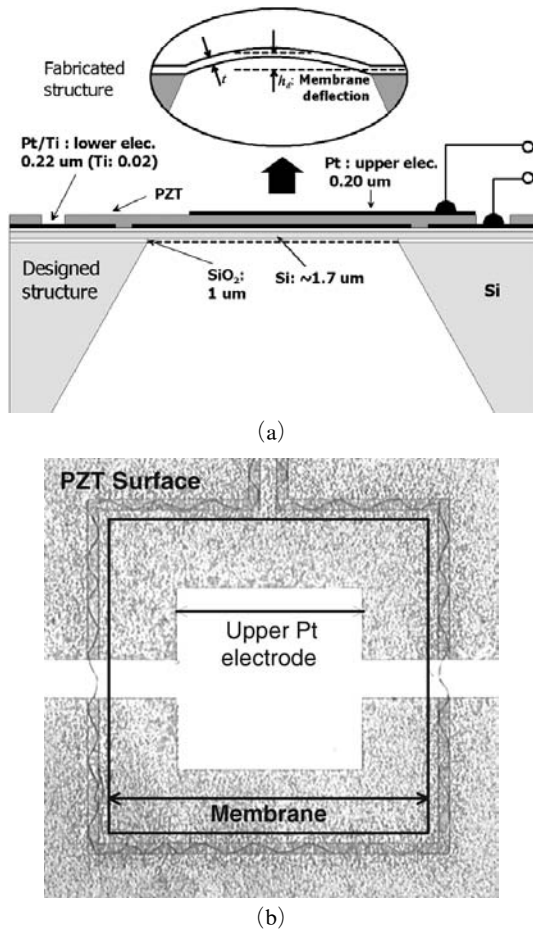 Fabricated
structure
t
hd: Membrane
deflection
Pt/Ti : lower elec.
0.22 um (Ti: 0.02)
PZT
Pt : upper elec.
0.20 um
Designed
structure
SiO₂:
1 um
Si: ~1.7 um
Si
(a)
PZT Surface
Upper Pt
electrode
Membrane
(b)